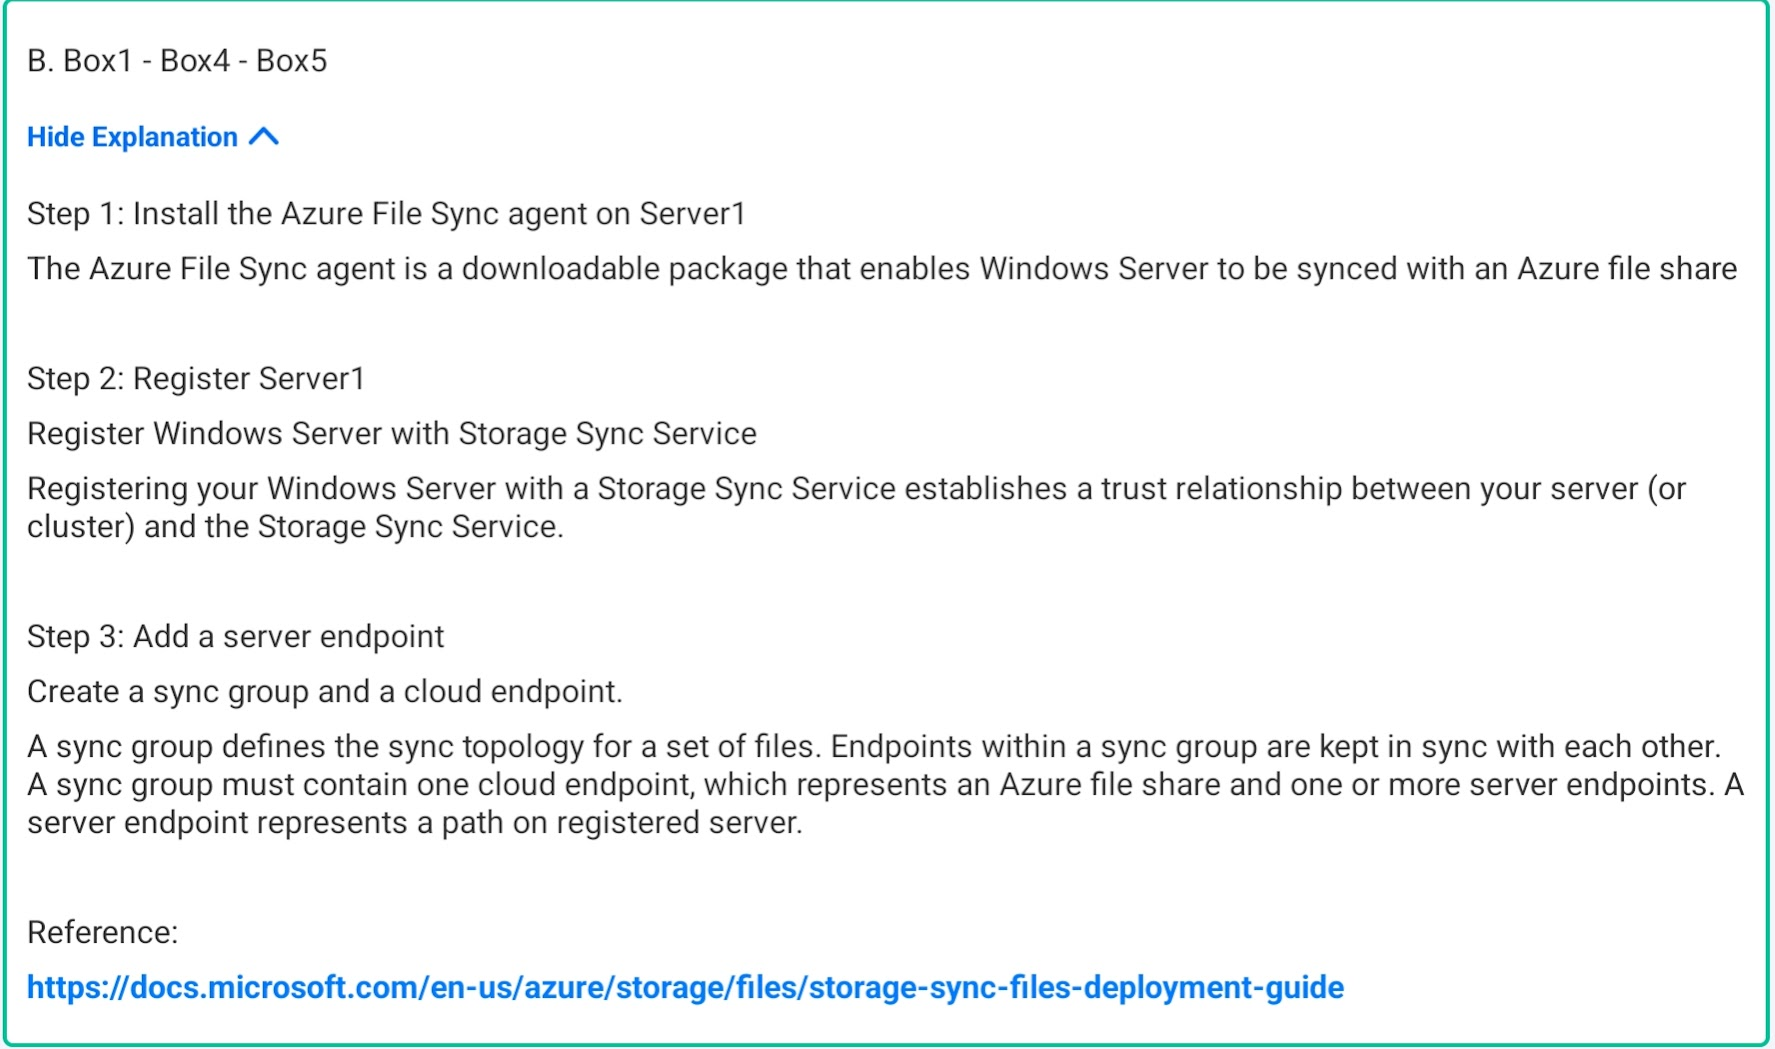 B. Box1 - Box4 - Box5
Hide Explanation
Step 1: Install the Azure File Sync agent on Server1
The Azure File Sync agent is a downloadable package that enables Windows Server to be synced with an Azure file share
Step 2: Register Server1
Register Windows Server with Storage Sync Service
Registering your Windows Server with a Storage Sync Service establishes a trust relationship between your server (or
cluster) and the Storage Sync Service.
Step 3: Add a server endpoint
Create a sync group and a cloud endpoint.
A sync group defines the sync topology for a set of files. Endpoints within a sync group are kept in sync with each other.
A sync group must contain one cloud endpoint, which represents an Azure file share and one or more server endpoints. A
server endpoint represents a path on registered server.
Reference:
https://docs.microsoft.com/en-us/azure/storage/files/storage-sync-files-deployment-guide